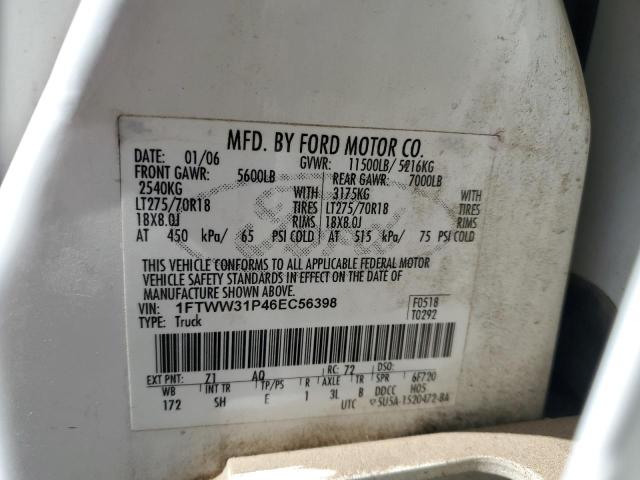 MFD. BY FORD MOTOR CO.
DATE: 01/06 GVWR: 11500LB/ 5216KG
FRONT GAWR: 5600LB REAR GAWR: 7000LB
2540KG WITH 3175KG WITH
LT275/70R18 TIRES LT275/70R18 TIRES
18X8.0J RIMS 18X8.0J RIMS
AT 450 kPa/ 65 PSI COLD AT 515 kPa/ 75 PSI COLD
THIS VEHICLE CONFORMS TO ALL APPLICABLE FEDERAL MOTOR
VEHICLE SAFETY STANDARDS IN EFFECT ON THE DATE OF
MANUFACTURE SHOWN ABOVE.
VIN: 1FTWW31P46EC56398 F0518
TYPE: Truck T0292
EXT PNT: 71 AQ RC: 72 DSO:
WB INT TR TP/PS R AXLE TR SPR 6F720
172 SH E 1 3L B DDCC H05
UTC 5U5A-1520472-BA